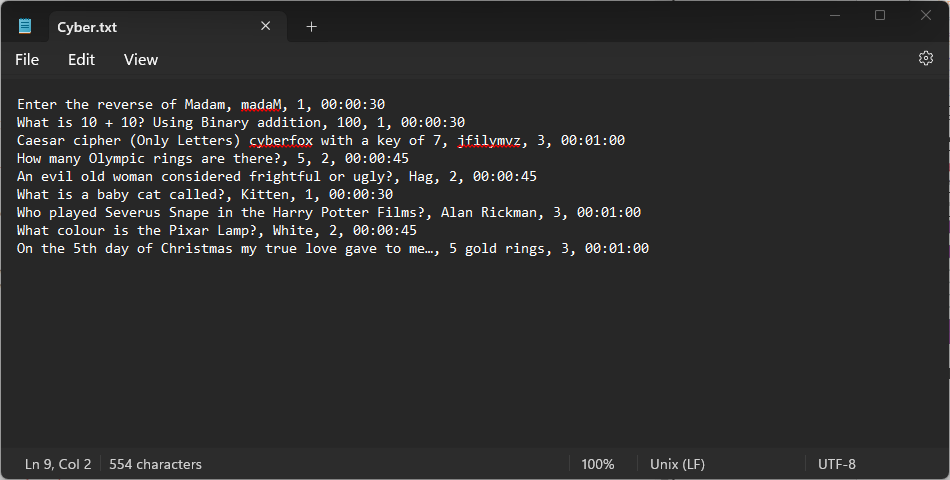 Cyber.txt
File Edit View
Enter the reverse of Madam, madaM, 1, 00:00:30
What is 10 + 10? Using Binary addition, 100, 1, 00:00:30
Caesar cipher (Only Letters) cyberfox with a key of 7, jfilymvz, 3, 00:01:00
How many Olympic rings are there?, 5, 2, 00:00:45
An evil old woman considered frightful or ugly?, Hag, 2, 00:00:45
What is a baby cat called?, Kitten, 1, 00:00:30
Who played Severus Snape in the Harry Potter Films?, Alan Rickman, 3, 00:01:00
What colour is the Pixar Lamp?, White, 2, 00:00:45
On the 5th day of Christmas my true love gave to me…, 5 gold rings, 3, 00:01:00
Ln 9, Col 2 554 characters 100% Unix (LF) UTF-8